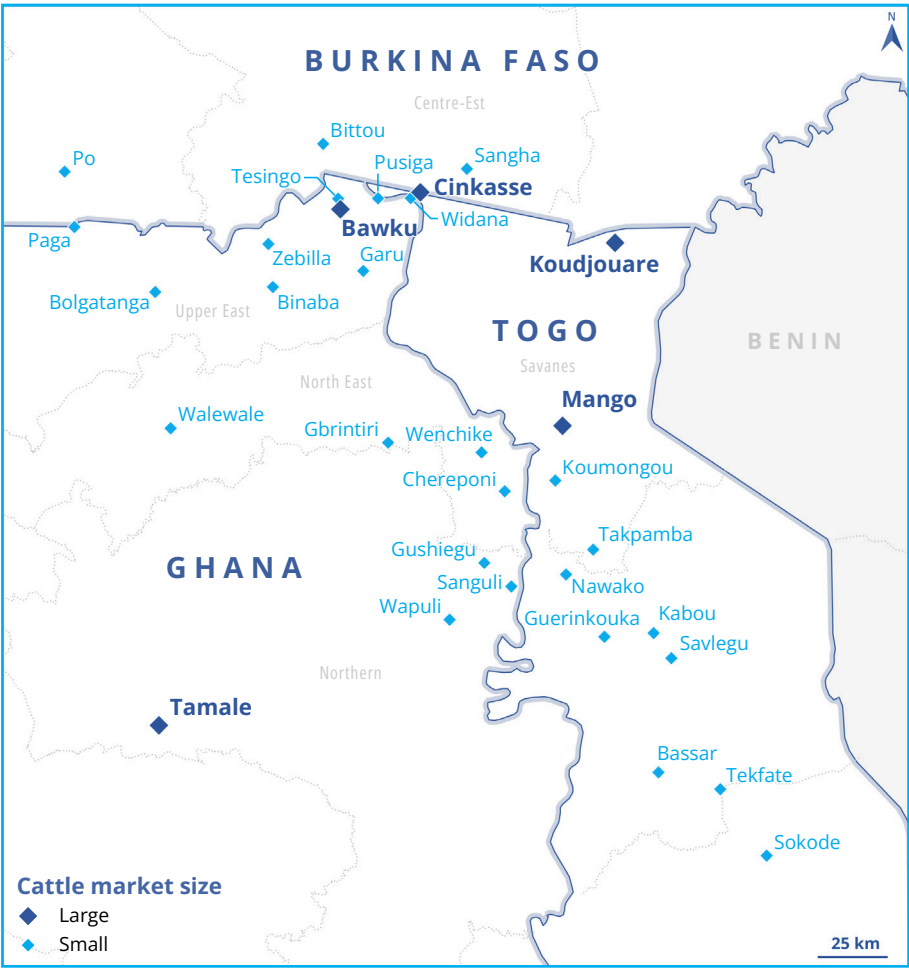 N
BURKINA FASO
Centre-Est
Bittou
Po
Pusiga
Sangha
Tesingo
Cinkasse
Widana
Bawku
Paga
Zebilla
Garu
Koudjouare
Bolgatanga
Binaba
Upper East
TOGO
BENIN
Savanes
North East
Mango
Walewale
Gbrintiri
Wenchike
Koumongou
Chereponi
Takpamba
Gushiegu
GHANA
Sanguli
Nawako
Wapuli
Guerinkouka
Kabou
Savlegu
Northern
Tamale
Bassar
Tekfate
Sokode
Cattle market size
Large
Small
25 km